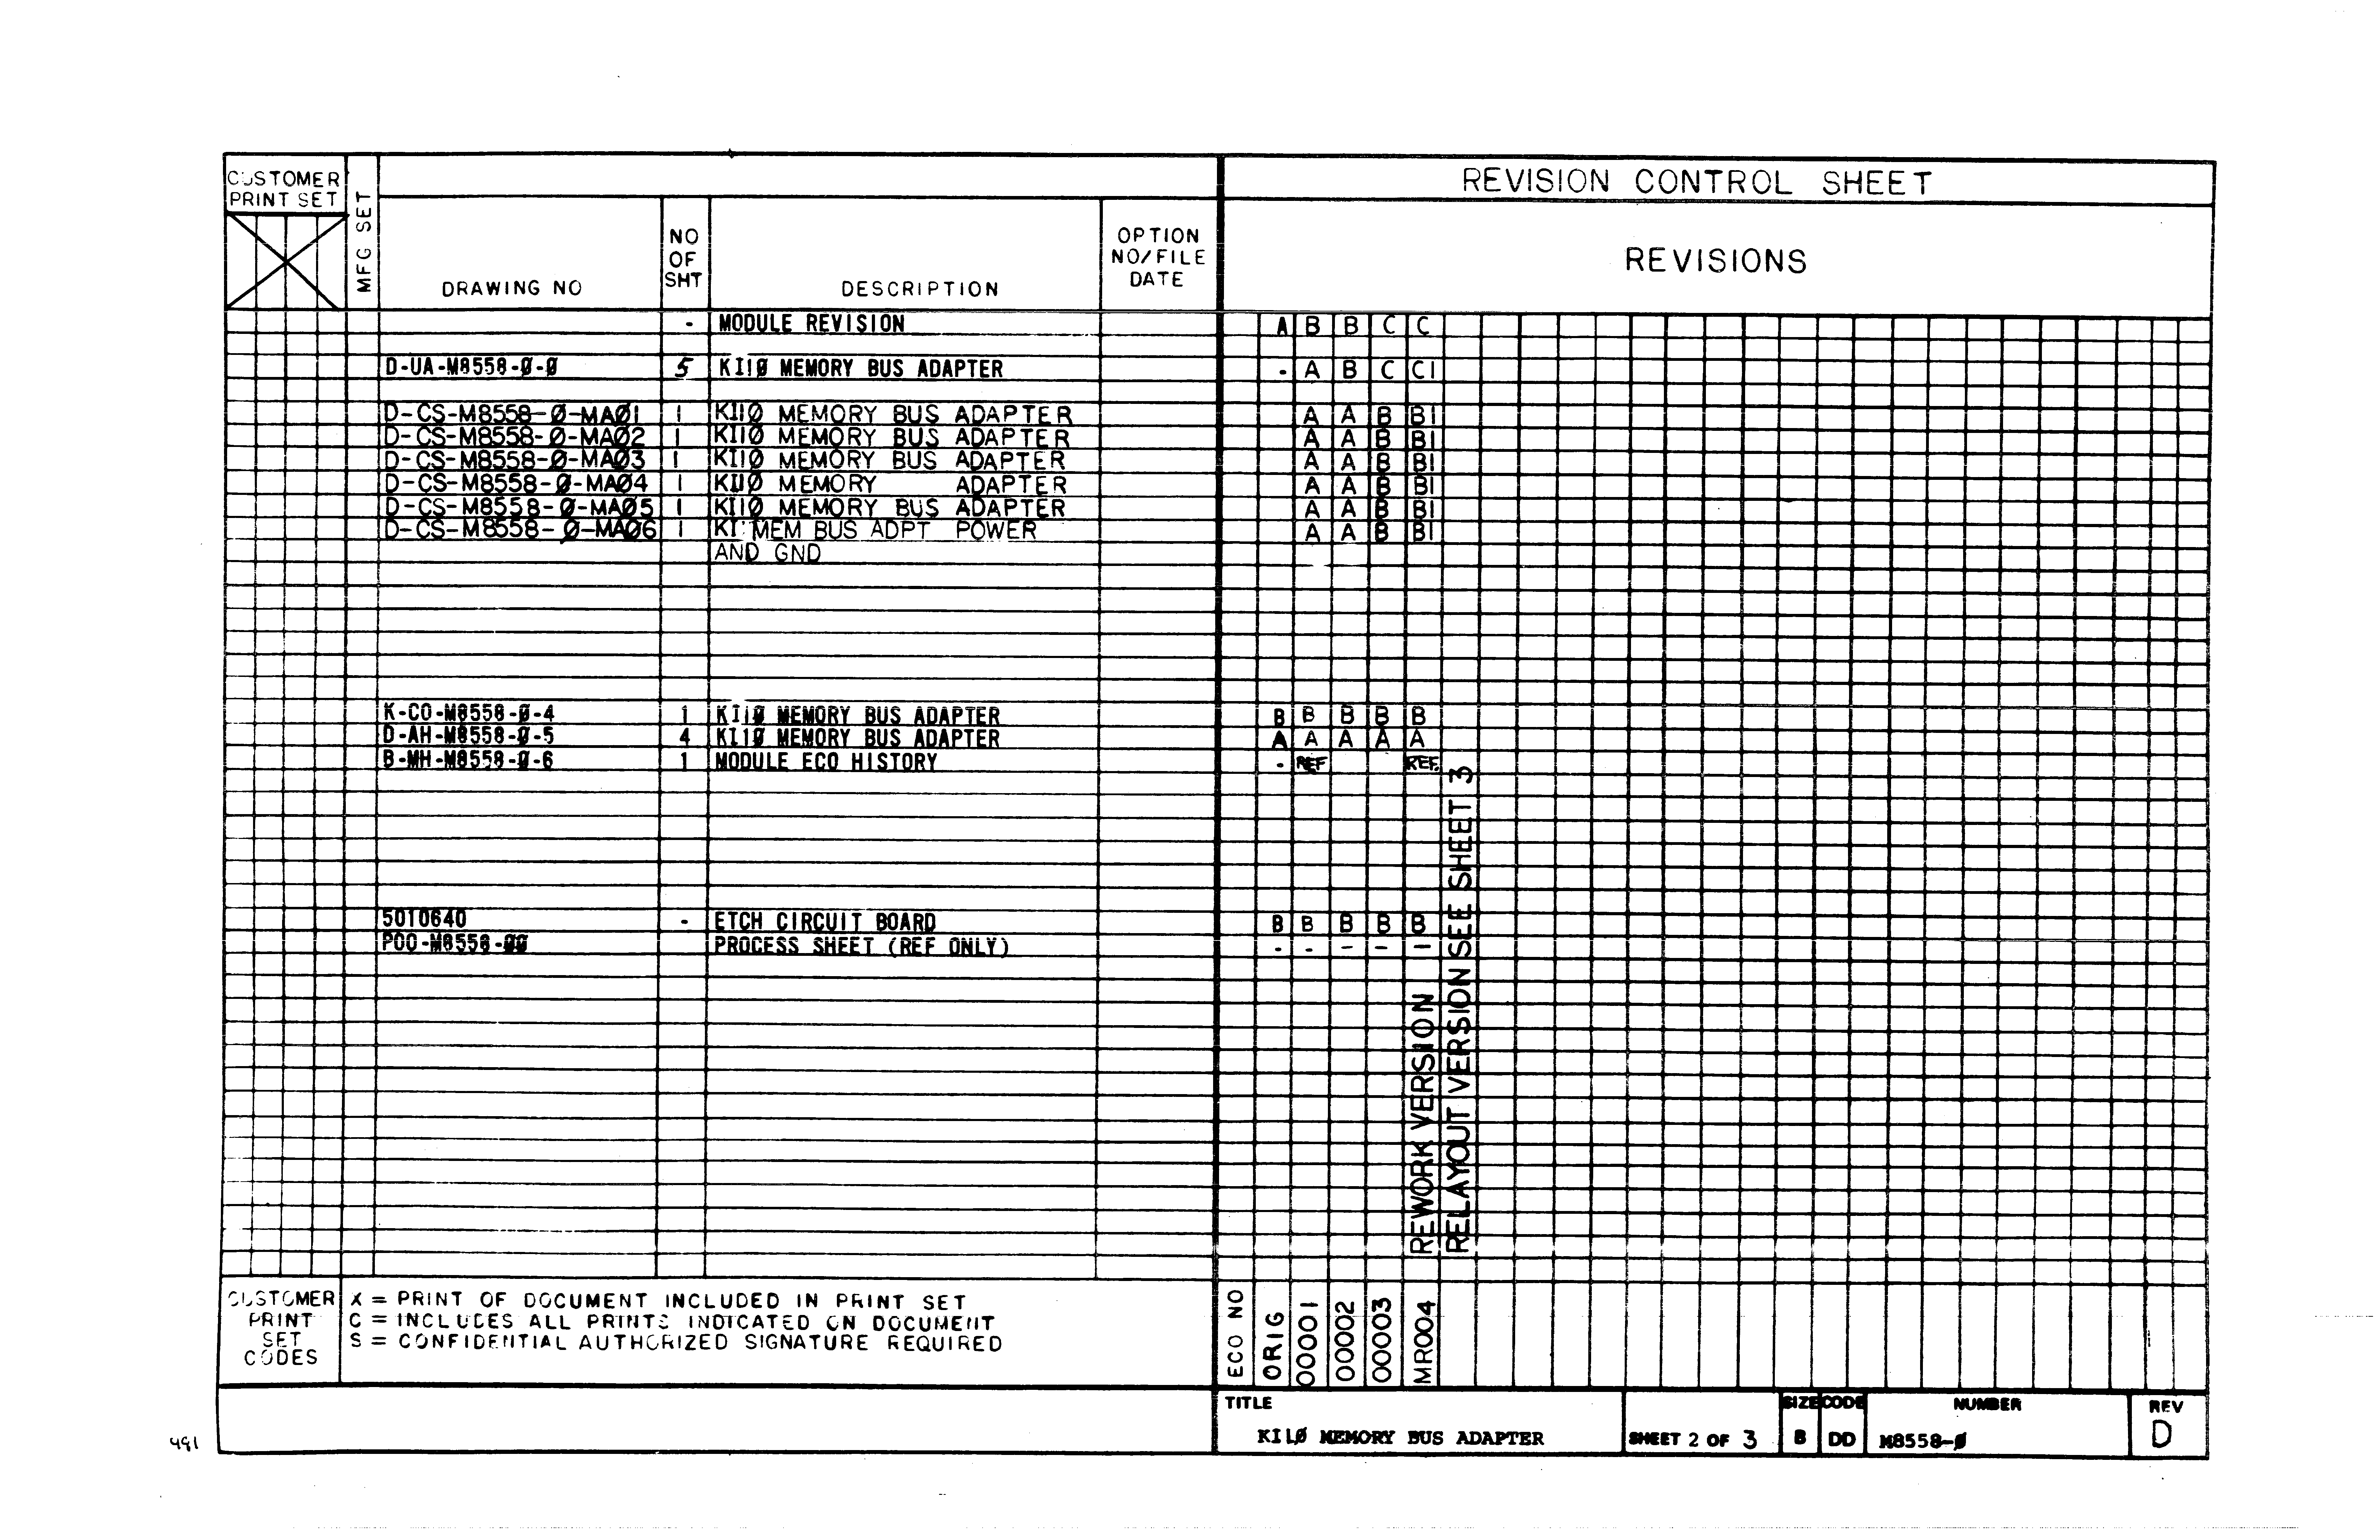 CUSTOMER
PRINT SET
MFG SET
DRAWING NO
NO
OF
SHT
DESCRIPTION
OPTION
NO/FILE
DATE
REVISION CONTROL SHEET
REVISIONS
- MODULE REVISION A B B C C
D-UA-M8558-Ø-Ø 5 KI1Ø MEMORY BUS ADAPTER - A B C C1
D-CS-M8558-Ø-MAØ1 1 KI1Ø MEMORY BUS ADAPTER A A B B1
D-CS-M8558-Ø-MAØ2 1 KI1Ø MEMORY BUS ADAPTER A A B B1
D-CS-M8558-Ø-MAØ3 1 KI1Ø MEMORY BUS ADAPTER A A B B1
D-CS-M8558-Ø-MAØ4 1 KI1Ø MEMORY ADAPTER A A B B1
D-CS-M8558-Ø-MAØ5 1 KI1Ø MEMORY BUS ADAPTER A A B B1
D-CS-M8558-Ø-MAØ6 1 KI MEM BUS ADPT POWER A A B B1
AND GND
K-CO-M8558-Ø-4 1 KI1Ø MEMORY BUS ADAPTER B B B B B
D-AH-M8558-Ø-5 4 KI1Ø MEMORY BUS ADAPTER A A A A A
B-MH-M8558-Ø-6 1 MODULE ECO HISTORY - REF REF.
5010640 - ETCH CIRCUIT BOARD B B B B B
P00-M8558-ØØ PROCESS SHEET (REF ONLY) - - - - -
REWORK VERSION
RELAYOUT VERSION SEE SHEET 3
CUSTOMER
PRINT
SET
CODES
X = PRINT OF DOCUMENT INCLUDED IN PRINT SET
C = INCLUDES ALL PRINTS INDICATED ON DOCUMENT
S = CONFIDENTIAL AUTHORIZED SIGNATURE REQUIRED
ECO NO
ORIG
00001
00002
00003
MR004
TITLE
KI1Ø MEMORY BUS ADAPTER
SHEET 2 OF 3
SIZE
B
CODE
DD
NUMBER
M8558-Ø
REV
D
491